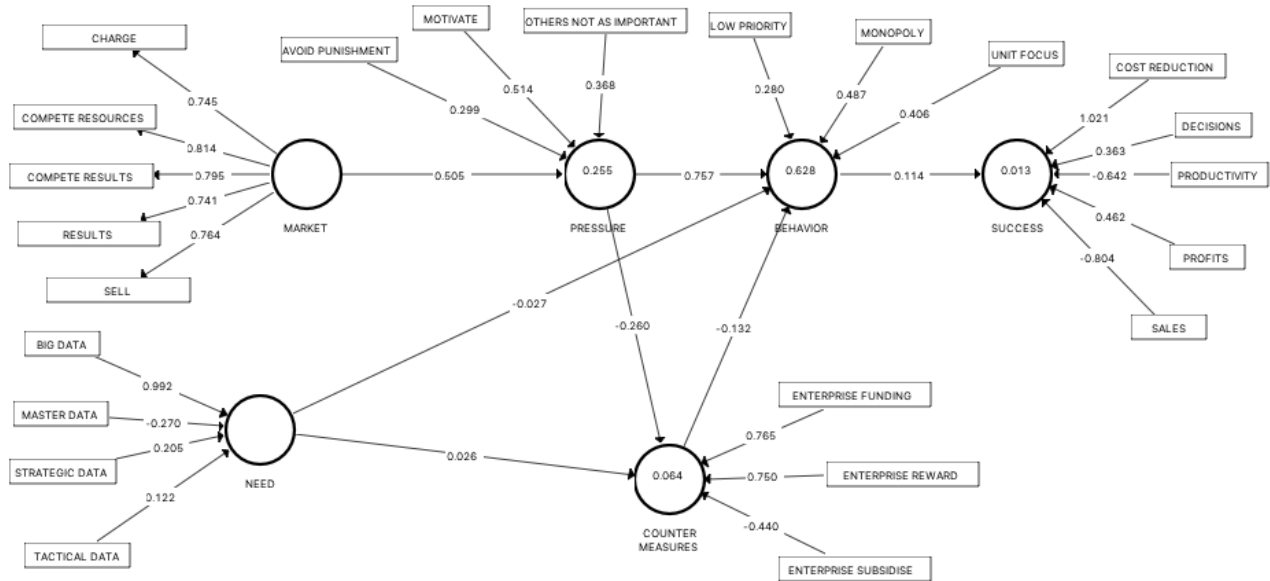 MOTIVATE
OTHERS NOT AS IMPORTANT
LOW PRIORITY
MONOPOLY
CHARGE
AVOID PUNISHMENT
UNIT FOCUS
COST REDUCTION
0.745
0.514
0.368
0.280
0.487
0.299
0.406
1.021
COMPETE RESOURCES
DECISIONS
0.814
0.363
COMPETE RESULTS
0.795
0.505
0.255
0.757
0.628
0.114
0.013
-0.642
PRODUCTIVITY
0.741
0.462
RESULTS
0.764
MARKET
PRESSURE
BEHAVIOR
SUCCESS
PROFITS
-0.804
SELL
-0.027
-0.260
-0.132
SALES
BIG DATA
0.992
ENTERPRISE FUNDING
MASTER DATA
-0.270
0.765
0.205
0.026
STRATEGIC DATA
NEED
0.064
0.750
ENTERPRISE REWARD
0.122
-0.440
COUNTER
MEASURES
TACTICAL DATA
ENTERPRISE SUBSIDISE